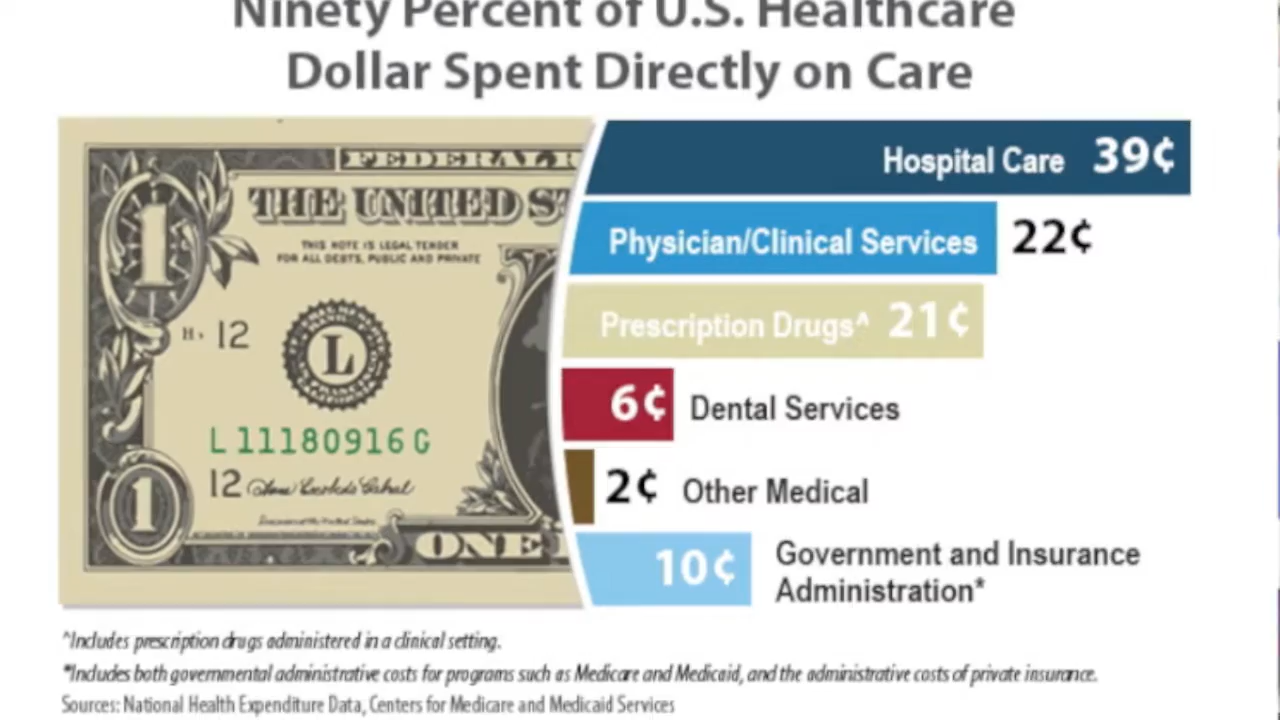 Ninety Percent of U.S. Healthcare
Dollar Spent Directly on Care
FEDERAL R
THE UNITED S
THIS NOTE IS LEGAL TENDER
FOR ALL DEBTS, PUBLIC AND PRIVATE
1
H. 12
L
L 11180916 G
12
1
ONE
Hospital Care 39¢
Physician/Clinical Services 22¢
Prescription Drugs^ 21¢
6¢ Dental Services
2¢ Other Medical
10¢ Government and Insurance
Administration*
^Includes prescription drugs administered in a clinical setting.
*Includes both governmental administrative costs for programs such as Medicare and Medicaid, and the administrative costs of private insurance.
Sources: National Health Expenditure Data, Centers for Medicare and Medicaid Services